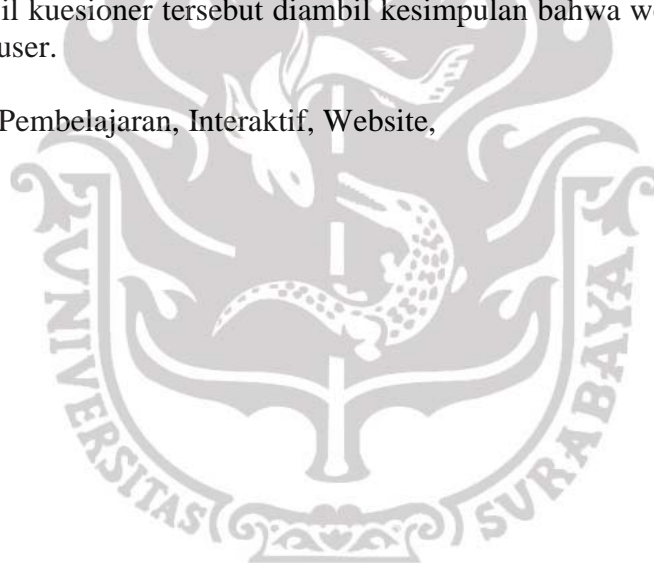 il kuesioner tersebut diambil kesimpulan bahwa we
user.
Pembelajaran, Interaktif, Website,
UNIVERSITAS SURABAYA